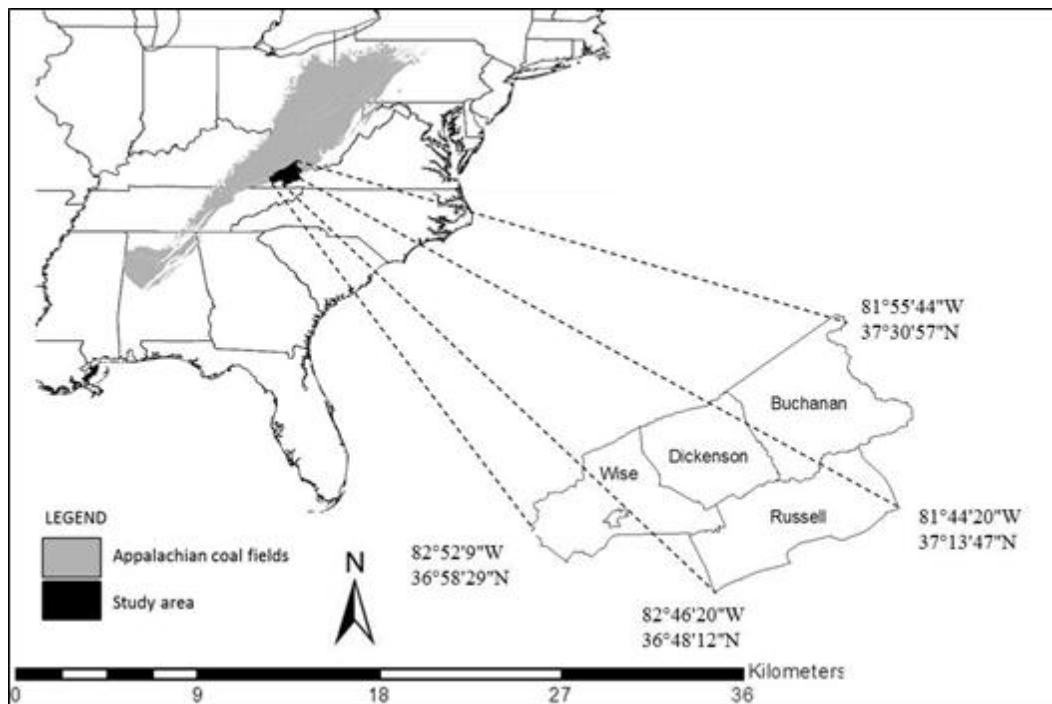 81°55'44"W
37°30'57"N
Buchanan
Dickenson
Wise
Russell
81°44'20"W
37°13'47"N
LEGEND
Appalachian coal fields
Study area
N
82°52'9"W
36°58'29"N
82°46'20"W
36°48'12"N
Kilometers
0 9 18 27 36